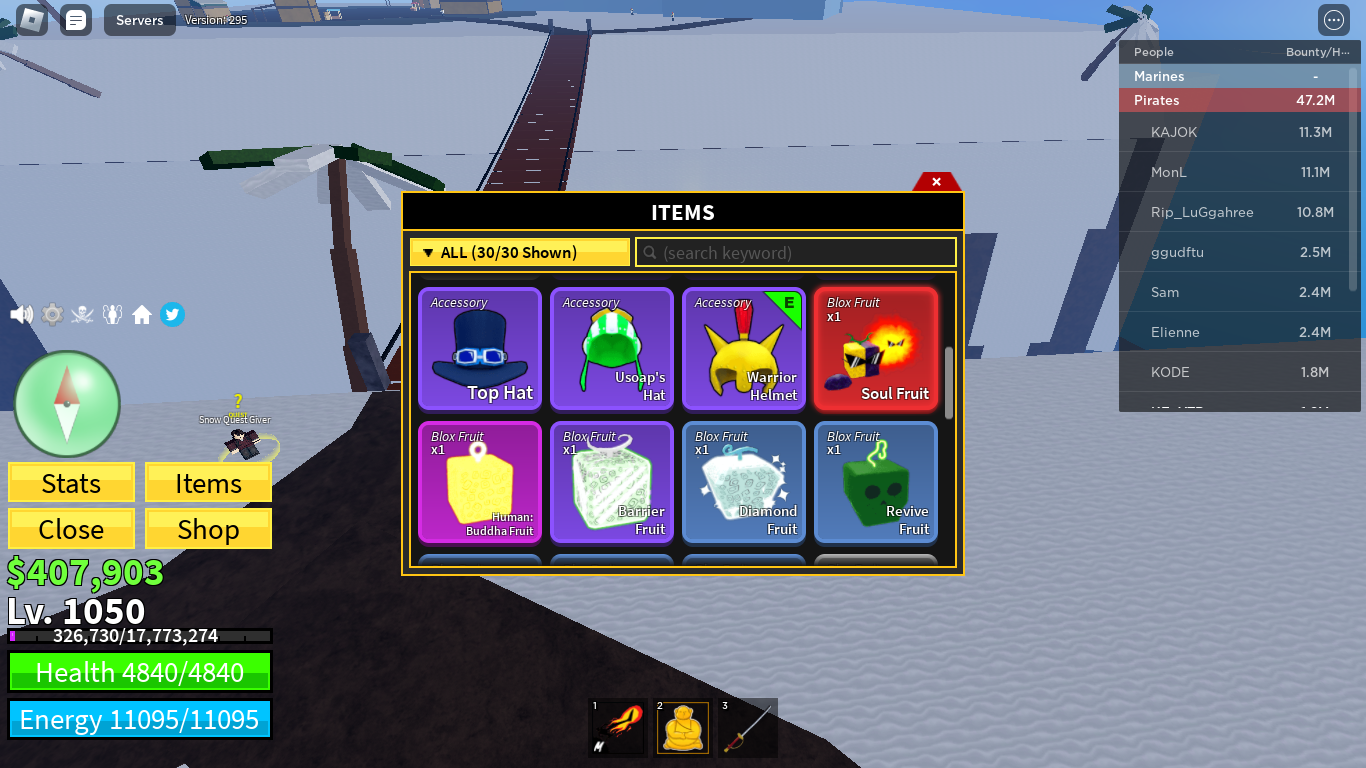 Servers
Version: 295
People Bounty/H...
Marines -
Pirates 47.2M
KAJOK 11.3M
MonL 11.1M
Rip_LuGgahree 10.8M
ggudftu 2.5M
Sam 2.4M
Elienne 2.4M
KODE 1.8M
×
ITEMS
▼ ALL (30/30 Shown)
(search keyword)
Accessory
Top Hat
Accessory
Usoap's
Hat
Accessory
E
Warrior
Helmet
Blox Fruit
x1
Soul Fruit
Blox Fruit
x1
Human:
Buddha Fruit
Blox Fruit
x1
Barrier
Fruit
Blox Fruit
x1
Diamond
Fruit
Blox Fruit
x1
Revive
Fruit
?
QUEST
Snow Quest Giver
Stats
Items
Close
Shop
$407,903
Lv. 1050
326,730/17,773,274
Health 4840/4840
Energy 11095/11095
1
M
2
3